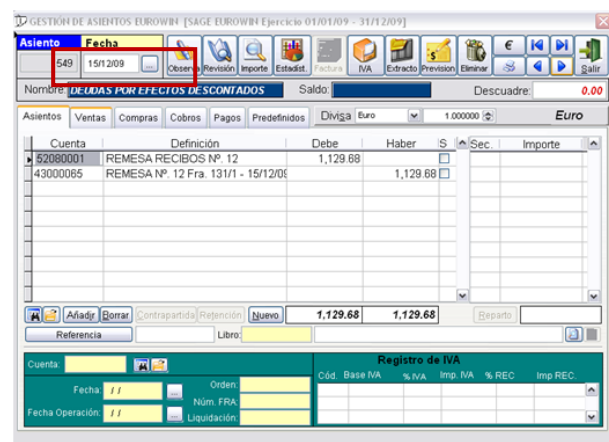 GESTIÓN DE ASIENTOS EUROWIN [SAGE EUROWIN Ejercicio 01/01/09 - 31/12/09]
Asiento Fecha
549 15/12/09 ... Observa Revisión Importe Estadíst. Factura IVA Extracto Prevision Eliminar € Salir
Nombre: DEUDAS POR EFECTOS DESCONTADOS Saldo: Descuadre: 0.00
Asientos Ventas Compras Cobros Pagos Predefinidos Divisa Euro 1.000000 Euro
Cuenta Definición Debe Haber S Sec. Importe
52080001 REMESA RECIBOS Nº. 12 1,129.68
43000065 REMESA Nº. 12 Fra. 131/1 - 15/12/09 1,129.68
Añadir Borrar Contrapartida Retención Nuevo 1,129.68 1,129.68 Reparto
Referencia Libro:
Registro de IVA
Cuenta: Cód. Base IVA % IVA Imp. IVA % REC Imp REC.
Fecha: / / ... Orden:
Núm. FRA:
Fecha Operación: / / ... Liquidación: